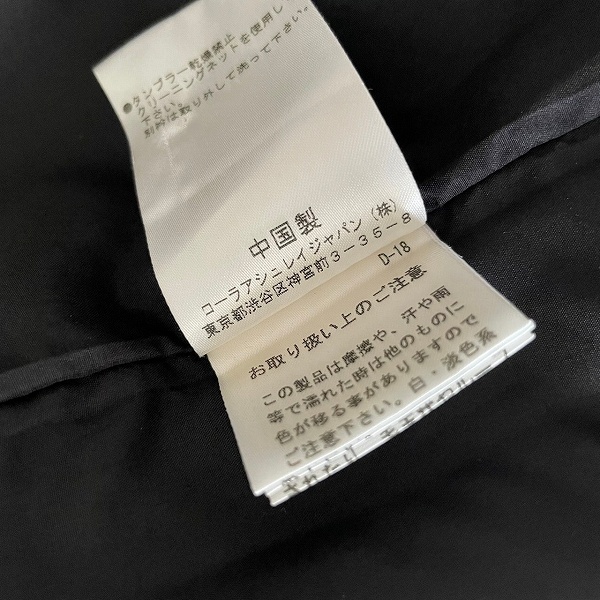 ●タンブラー乾燥禁止
クリーニングネットを使用し
下さい。
別衿は取り外して洗って下さい。
中国製
コーラアシュレイジャパン（株）
東京都渋谷区神宮前3－35－8
D-18
お取り扱い上のご注意
この製品は摩擦や、汗や雨
等で濡れた時は他のものに
色が移る事がありますので
ご注意下さい。白・淡色系